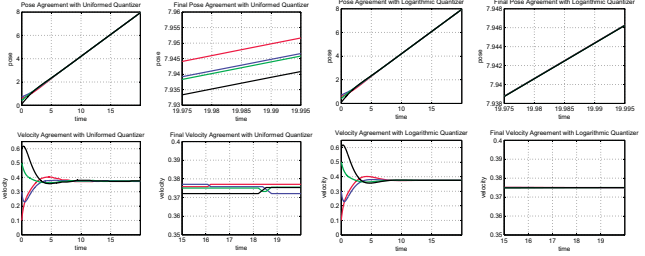 Pose Agreement with Uniformed Quantizer
Final Pose Agreement with Uniformed Quantizer
Pose Agreement with Logarithmic Quantizer
Final Pose Agreement with Logarithmic Quantizer
8
6
4
2
0
pose
0 5 10 15
time
7.96
7.955
7.95
7.945
7.94
7.935
7.93
pose
19.975 19.98 19.985 19.99 19.995
time
8
6
4
2
0
pose
0 5 10 15
time
7.948
7.946
7.944
7.942
7.94
7.938
pose
19.975 19.98 19.985 19.99 19.995
time
Velocity Agreement with Uniformed Quantizer
Final Velocity Agreement with Uniformed Quantizer
Velocity Agreement with Logarithmic Quantizer
Final Velocity Agreement with Logarithmic Quantizer
0.6
0.5
0.4
0.3
0.2
0.1
0
velocity
0 5 10 15
time
0.4
0.39
0.38
0.37
0.36
0.35
velocity
15 16 17 18 19
time
0.6
0.5
0.4
0.3
0.2
0.1
0
velocity
0 5 10 15
time
0.4
0.39
0.38
0.37
0.36
0.35
velocity
15 16 17 18 19
time